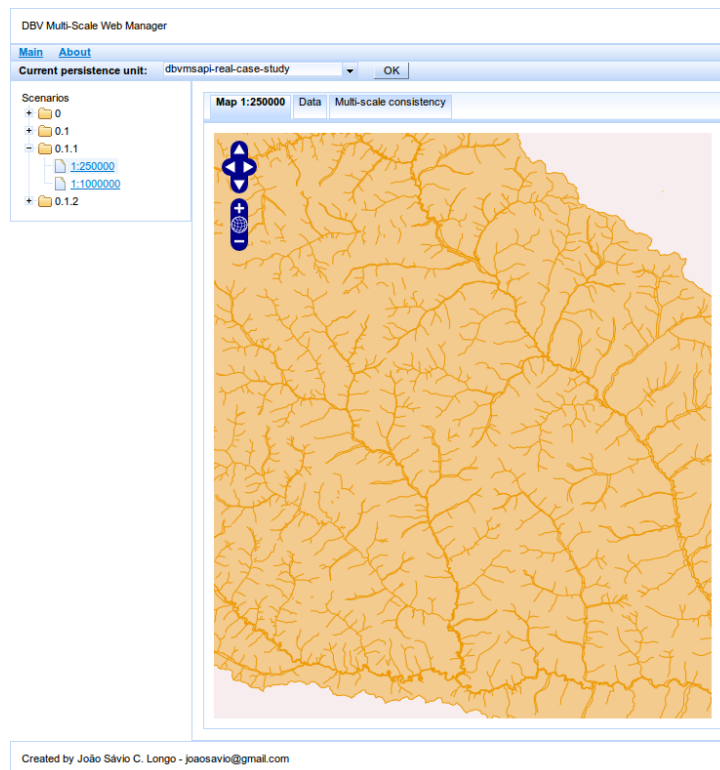 DBV Multi-Scale Web Manager
Main About
Current persistence unit: dbvmsapi-real-case-study OK
Scenarios
0
0.1
0.1.1
1:250000
1:1000000
0.1.2
Map 1:250000 Data Multi-scale consistency
Created by João Sávio C. Longo - joaosavio@gmail.com